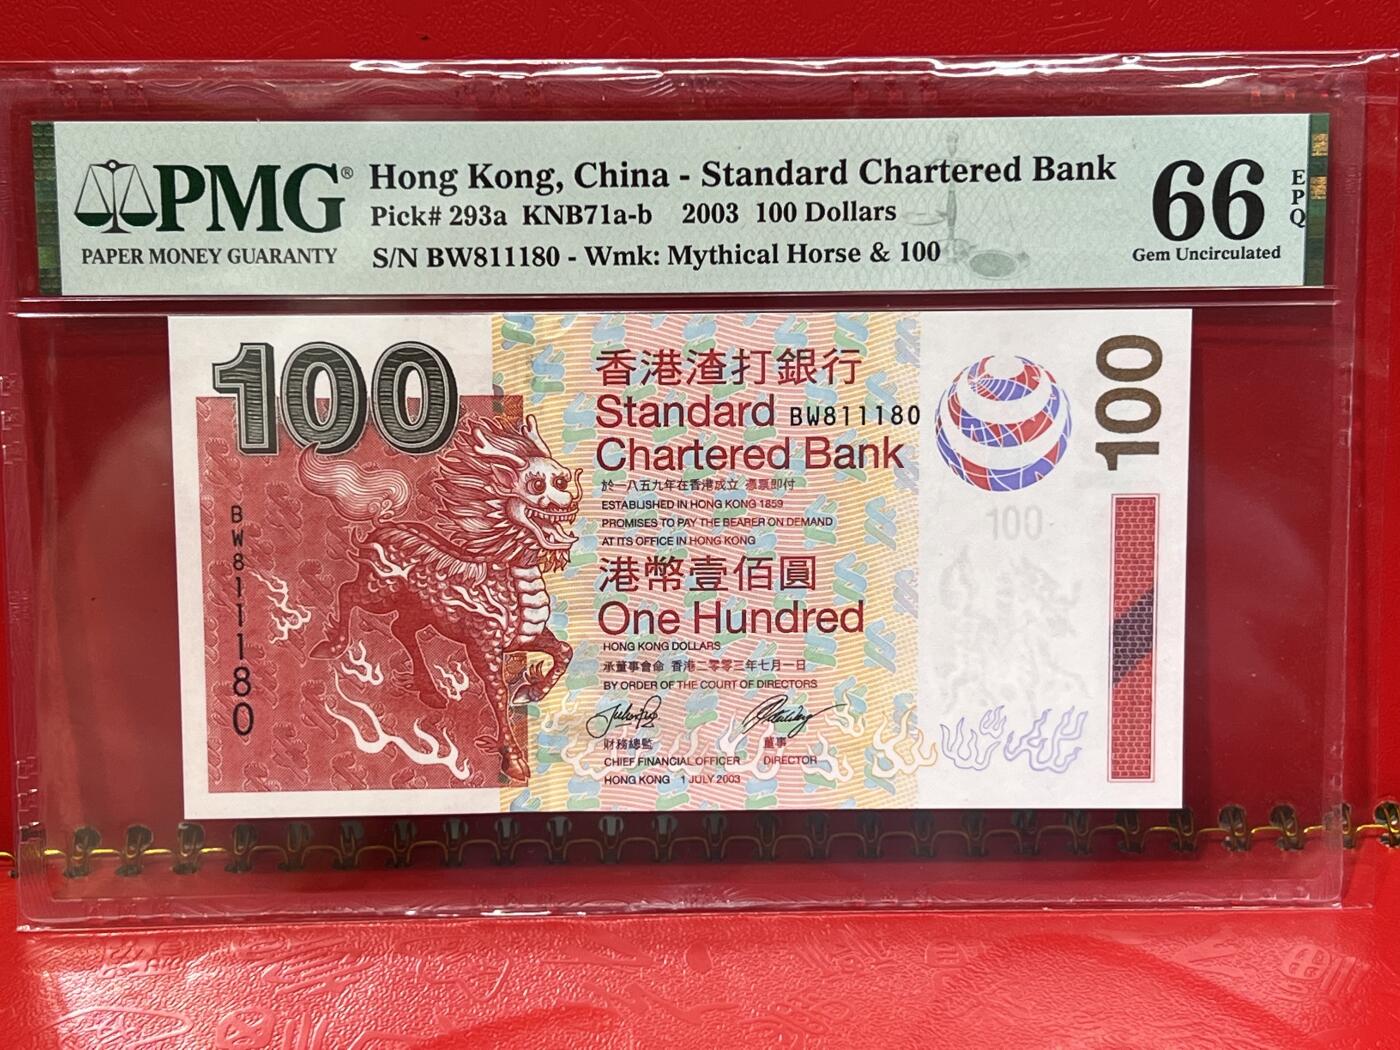 PMG®
PAPER MONEY GUARANTY
Hong Kong, China - Standard Chartered Bank
Pick# 293a KNB71a-b 2003 100 Dollars
S/N BW811180 - Wmk: Mythical Horse & 100
66
EPQ
Gem Uncirculated
100
香港渣打銀行
Standard BW811180
Chartered Bank
於一八五九年在香港成立 憑票即付
ESTABLISHED IN HONG KONG 1859
PROMISES TO PAY THE BEARER ON DEMAND
AT ITS OFFICE IN HONG KONG
港幣壹佰圓
One Hundred
HONG KONG DOLLARS
承董事會命 香港二零零三年七月一日
BY ORDER OF THE COURT OF DIRECTORS
財務總監 董事
CHIEF FINANCIAL OFFICER DIRECTOR
HONG KONG 1 JULY 2003
BW811180
100
100